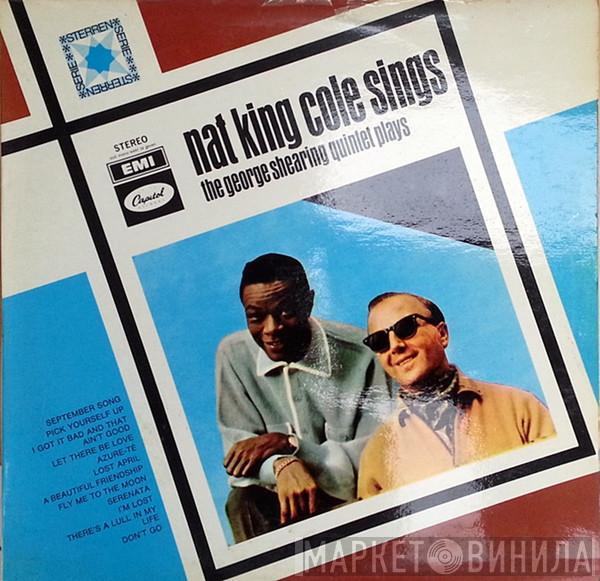 *STERREN*
SERIE*
*STERREN
SERIE*
nat king cole sings
the george shearing quintet plays
STEREO
EMI
Capitol
SEPTEMBER SONG
PICK YOURSELF UP
I GOT IT BAD AND THAT
AIN'T GOOD
LET THERE BE LOVE
AZURE-TE
LOST APRIL
A BEAUTIFUL FRIENDSHIP
FLY ME TO THE MOON
SERENATA
I'M LOST
THERE'S A LULL IN MY
LIFE
DON'T GO
МАРКЕТ ВИНИЛА